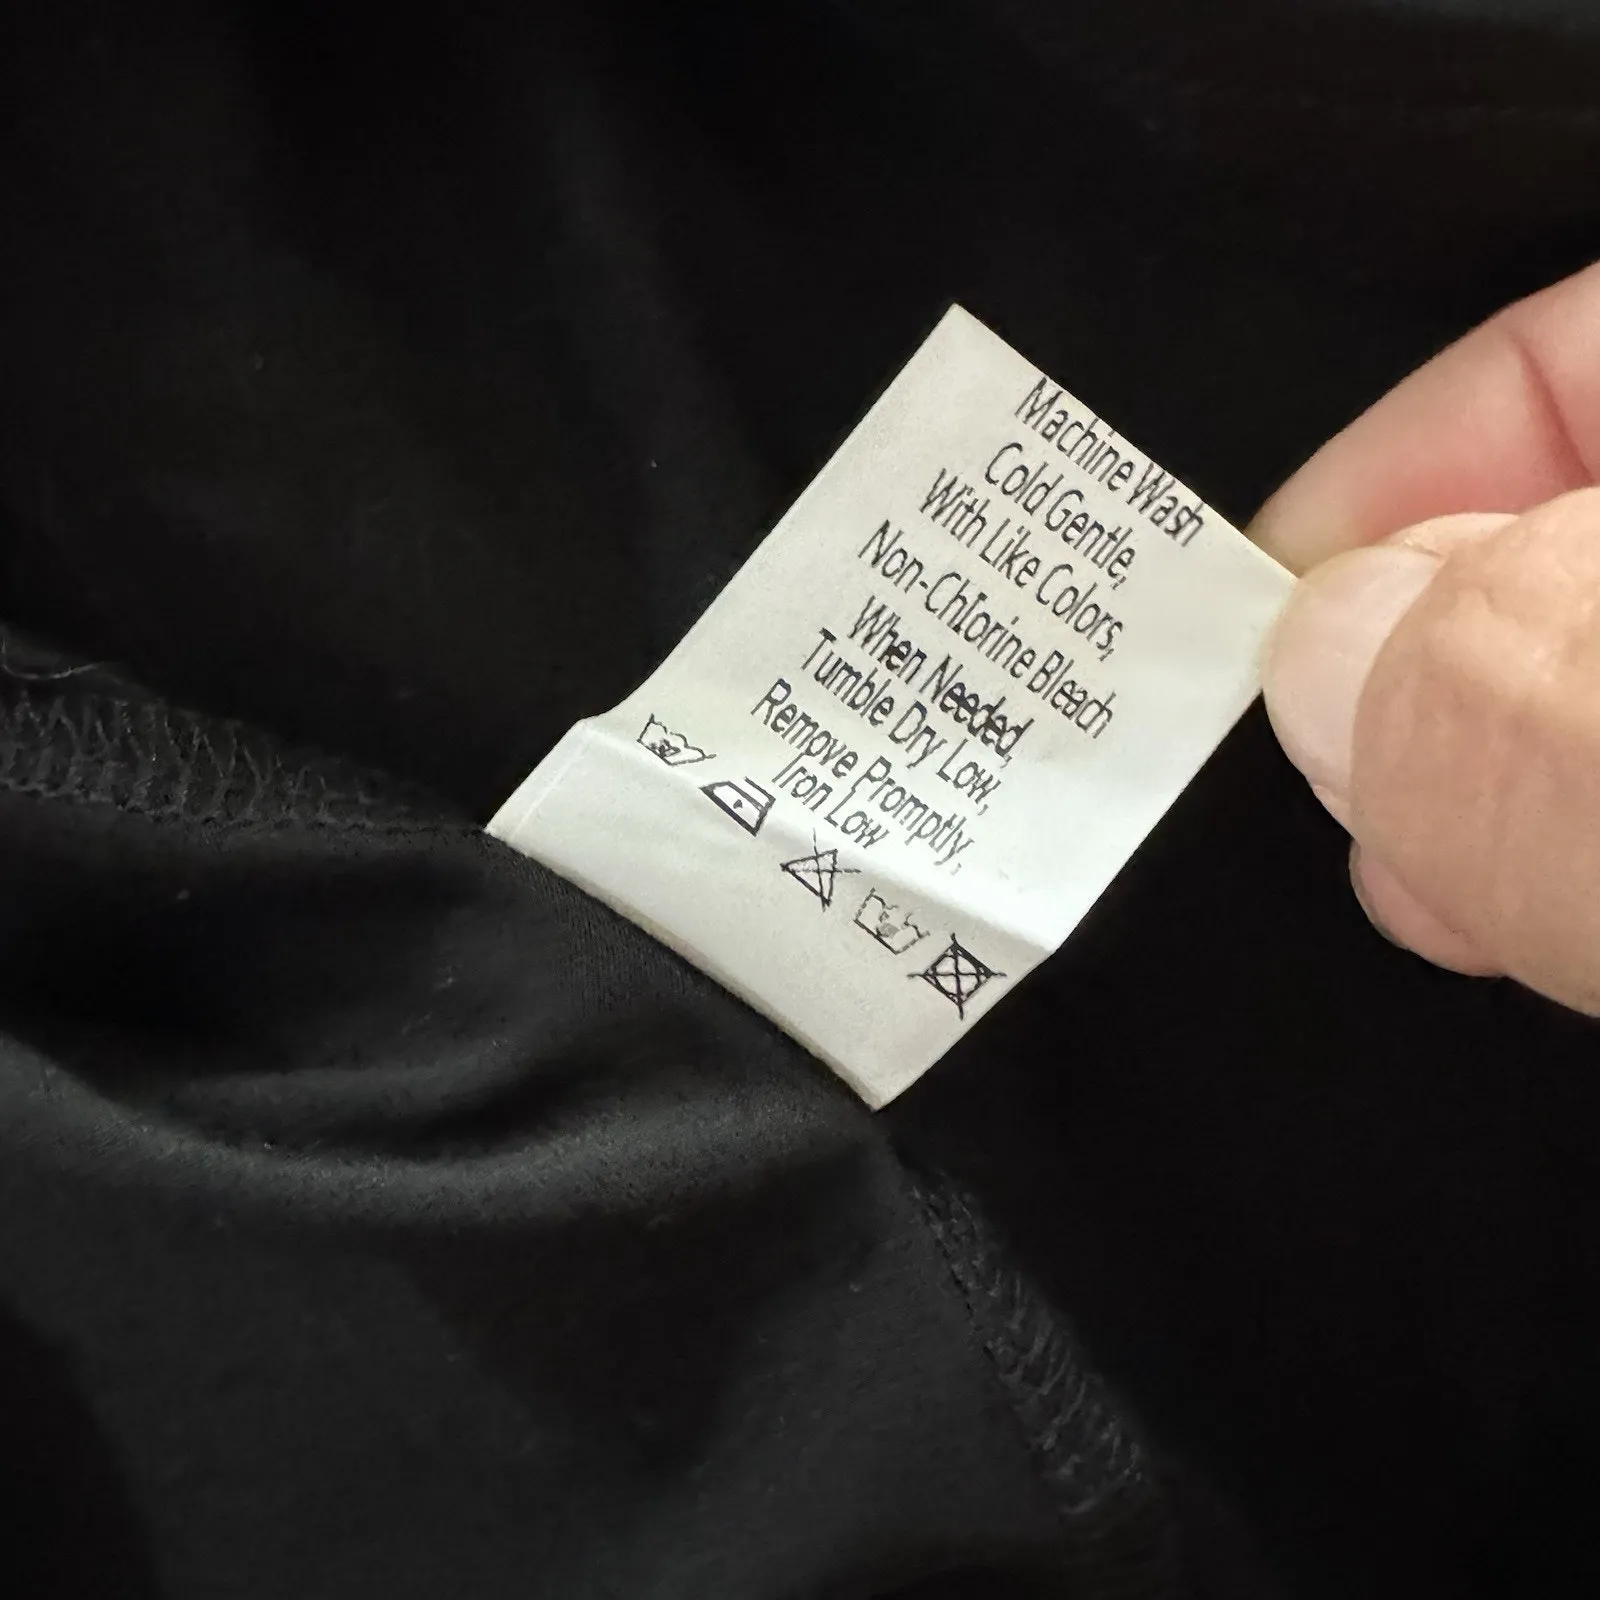 Machine Wash
Cold Gentle,
With Like Colors,
Non-Chlorine Bleach
When Needed,
Tumble Dry Low,
Remove Promptly,
Iron Low
30